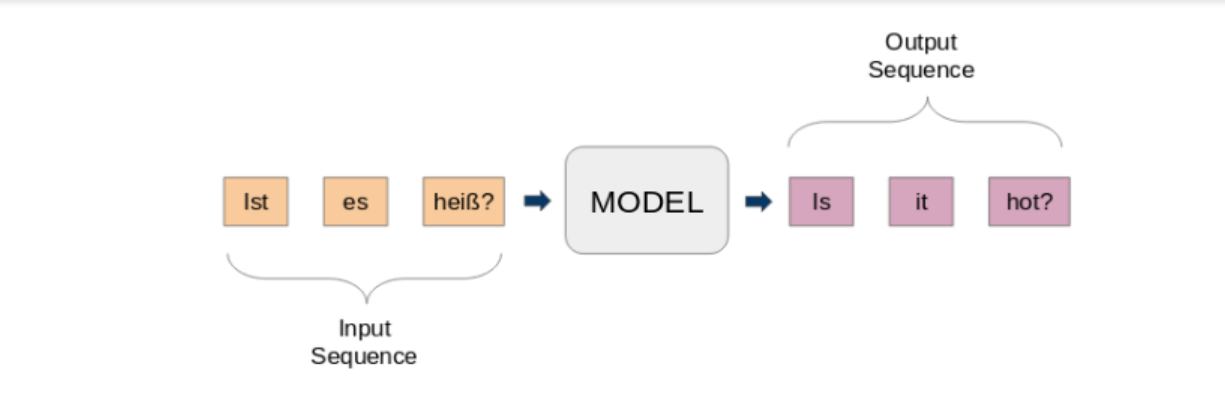 Output
Sequence
Ist es heiß? MODEL Is it hot?
Input
Sequence